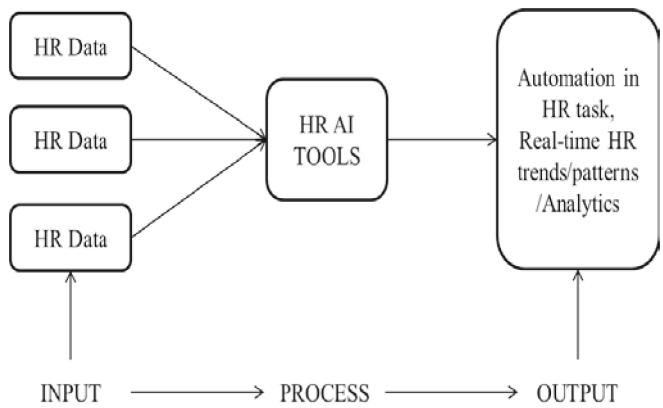 HR Data
HR Data
HR Data
HR AI
TOOLS
Automation in
HR task,
Real-time HR
trends/patterns
/Analytics
INPUT
PROCESS
OUTPUT